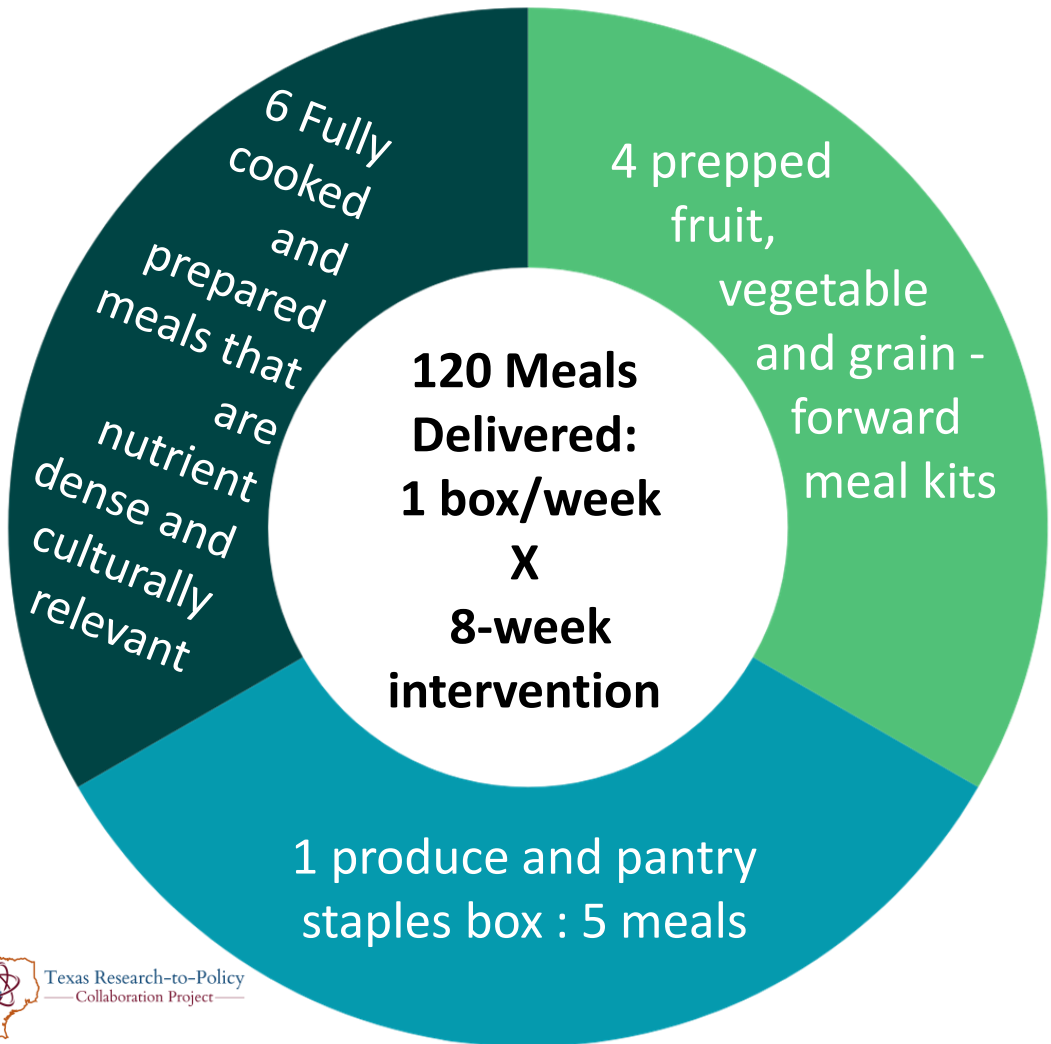 6 Fully
cooked
and
prepared
meals that
are
nutrient
dense and
culturally
relevant
4 prepped
fruit,
vegetable
and grain -
forward
meal kits
120 Meals
Delivered:
1 box/week
X
8-week
intervention
1 produce and pantry
staples box : 5 meals
Texas Research-to-Policy
Collaboration Project